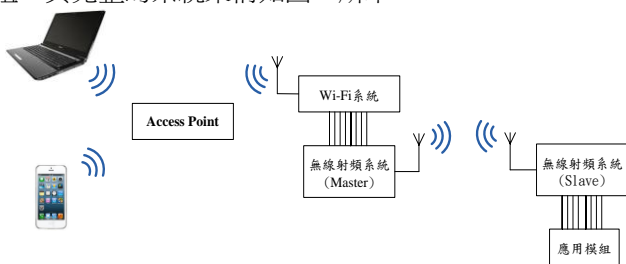 Wi-Fi系統
Access Point
無線射頻系統
(Master)
無線射頻系統
(Slave)
應用模組